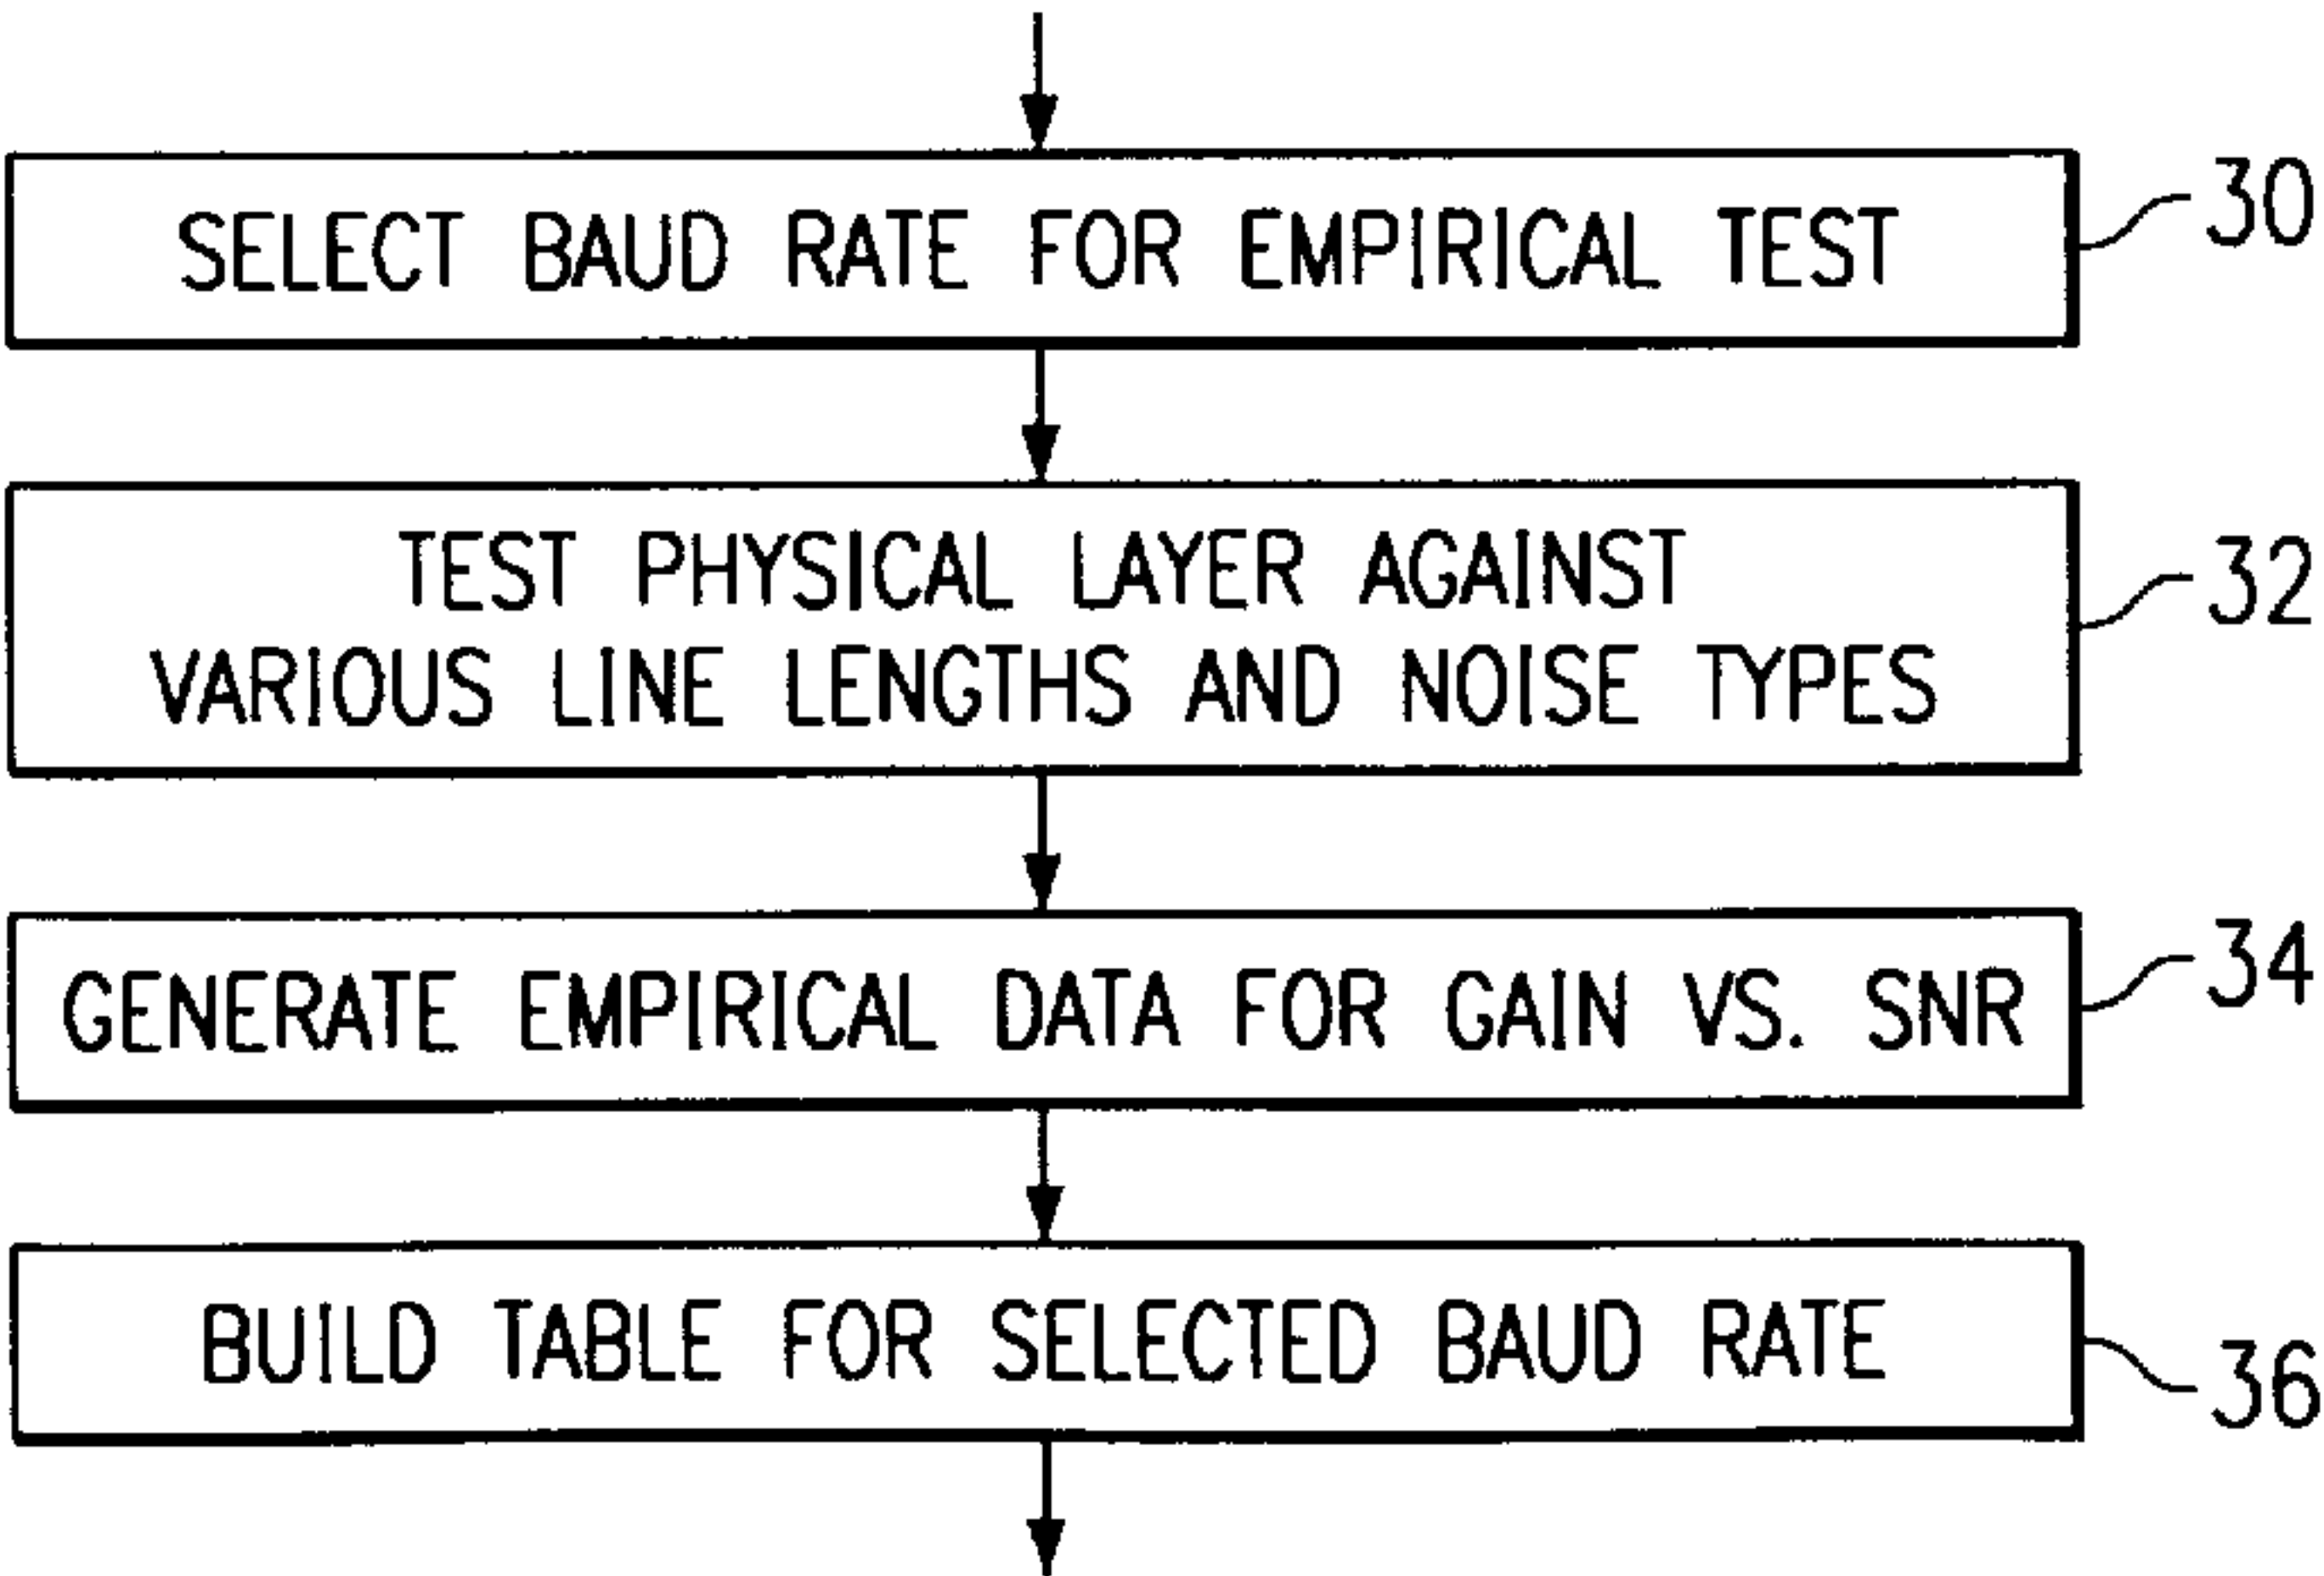 SELECT BAUD RATE FOR EMPIRICAL TEST
30
TEST PHYSICAL LAYER AGAINST
VARIOUS LINE LENGTHS AND NOISE TYPES
32
GENERATE EMPIRICAL DATA FOR GAIN VS. SNR
34
BUILD TABLE FOR SELECTED BAUD RATE
36